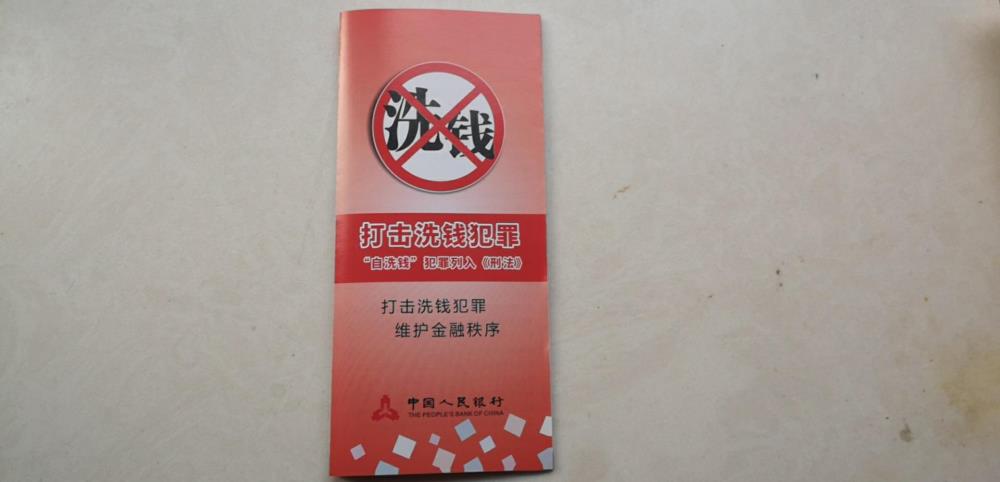 洗钱
打击洗钱犯罪
“自洗钱”犯罪列入《刑法》
打击洗钱犯罪
维护金融秩序
中国人民银行
THE PEOPLE'S BANK OF CHINA